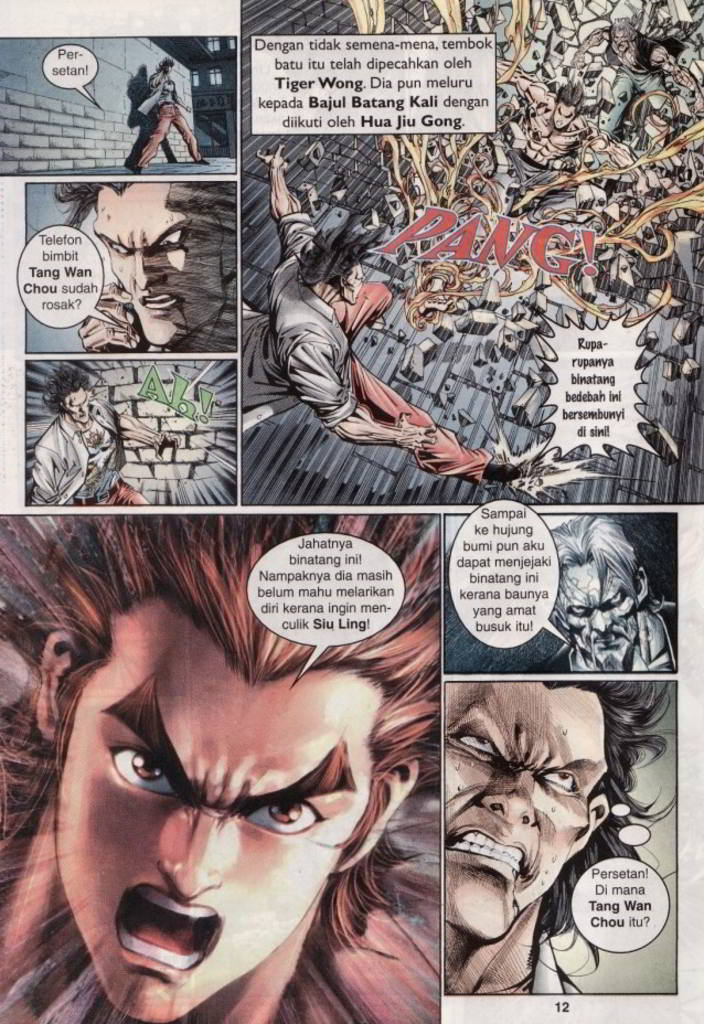 Per-
setan!
Telefon
bimbit
Tang Wan
Chou sudah
rosak?
AH!
Dengan tidak semena-mena, tembok
batu itu telah dipecahkan oleh
Tiger Wong. Dia pun meluru
kepada Bajul Batang Kali dengan
diikuti oleh Hua Jiu Gong.
PANG!
Rupa-
rupanya
binatang
bedebah ini
bersembunyi
di sini!
Jahatnya
binatang ini!
Nampaknya dia masih
belum mahu melarikan
diri kerana ingin men-
culik Siu Ling!
Sampai
ke hujung
bumi pun aku
dapat menjejaki
binatang ini
kerana baunya
yang amat
busuk itu!
Persetan!
Di mana
Tang Wan
Chou itu?
12